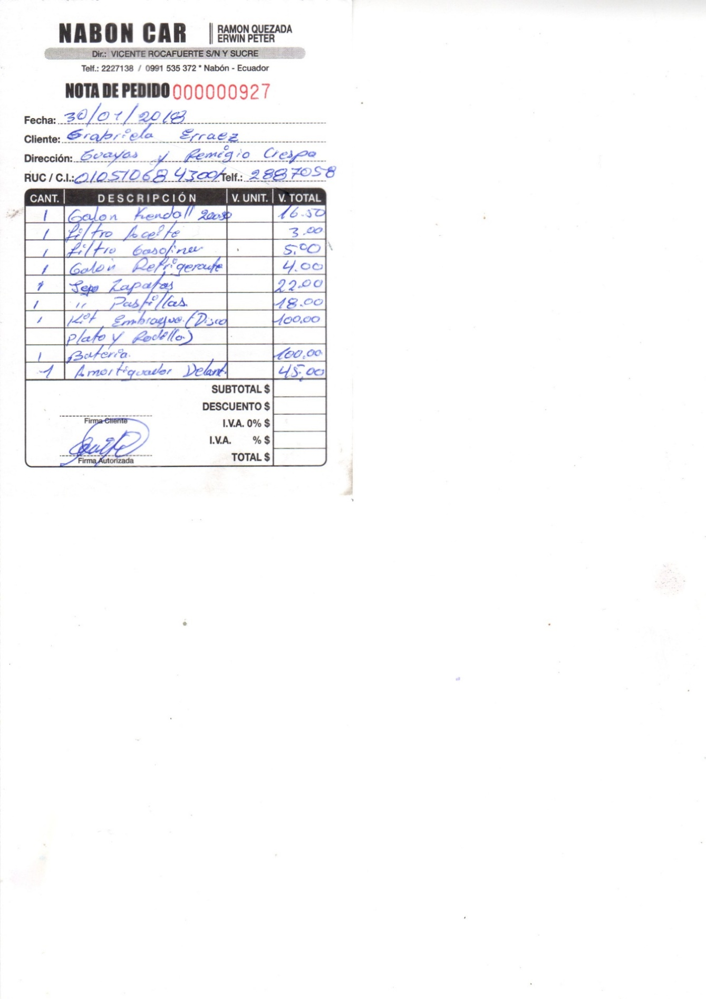 NABON CAR
RAMON QUEZADA
ERWIN PETER
Dir.: VICENTE ROCAFUERTE S/N Y SUCRE
Telf.: 2227138 / 0991 535 372 * Nabón - Ecuador
NOTA DE PEDIDO 000000927
Fecha: 30/01/2018
Cliente: Grabriela Erraez
Dirección: Guayas y Remigio Crespo
RUC / C.I.: Telf.: 2887058
CANT. DESCRIPCIÓN V. UNIT. V. TOTAL
1 Galon Kendall 16.50
1 filtro Aceite 3.00
1 filtro Gasolina 5.00
1 Galon Refrigerante 4.00
1 Zapatas 22.00
1 " Pastillas. 18.00
1 Kit Embrague (Disco 100.00
plato y Rodillo)
1 Bateria. 100.00
1 Amortiguador Delant. 45.00
SUBTOTAL $
DESCUENTO $
Firma Cliente
I.V.A. 0% $
I.V.A. % $
TOTAL $
Firma Autorizada